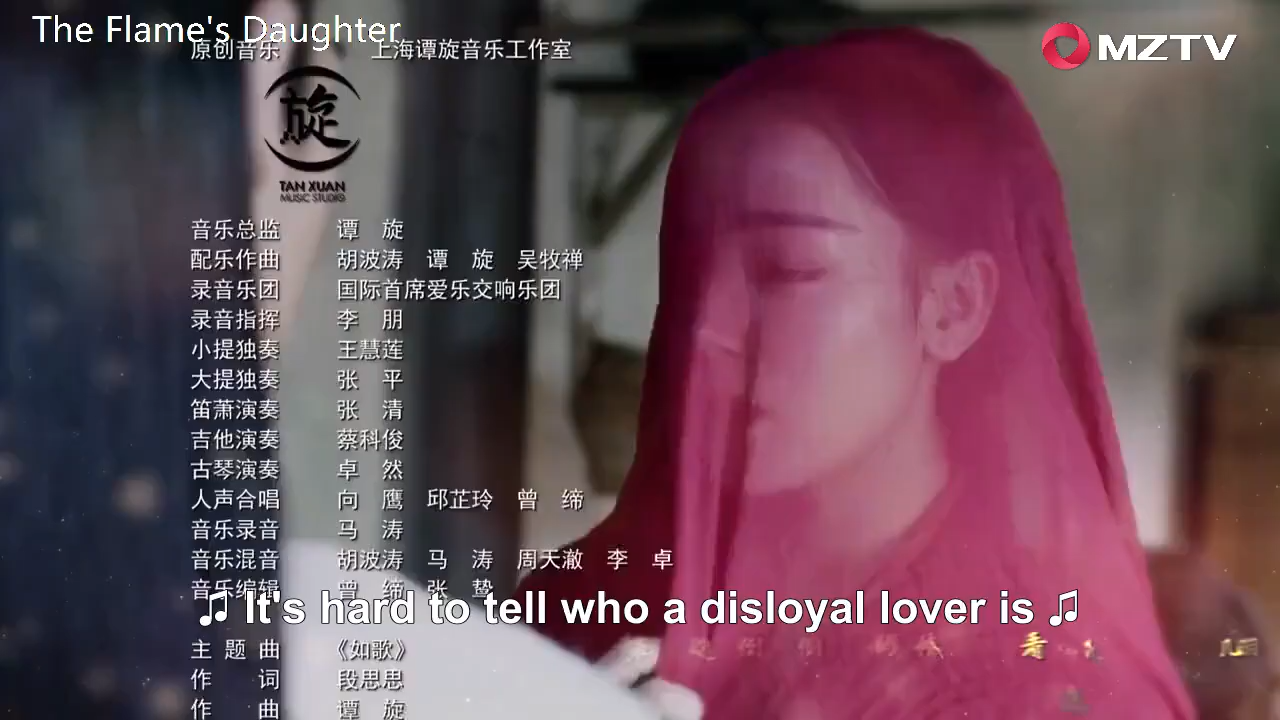 The Flame's Daughter
MZTV
原创音乐 上海谭旋音乐工作室
旋
TAN XUAN
MUSIC STUDIO
音乐总监 谭 旋
配乐作曲 胡波涛 谭 旋 吴牧禅
录音乐团 国际首席爱乐交响乐团
录音指挥 李 朋
小提独奏 王慧莲
大提独奏 张 平
笛萧演奏 张 清
吉他演奏 蔡科俊
古琴演奏 卓 然
人声合唱 向 鹰 邱芷玲 曾 缔
音乐录音 马 涛
音乐混音 胡波涛 马 涛 周天澈 李 卓
音乐编辑 曾 缔 张 蛰
♫ It's hard to tell who a disloyal lover is ♫
主 题 曲 《如歌》
作 词 段思思
作 曲 谭 旋